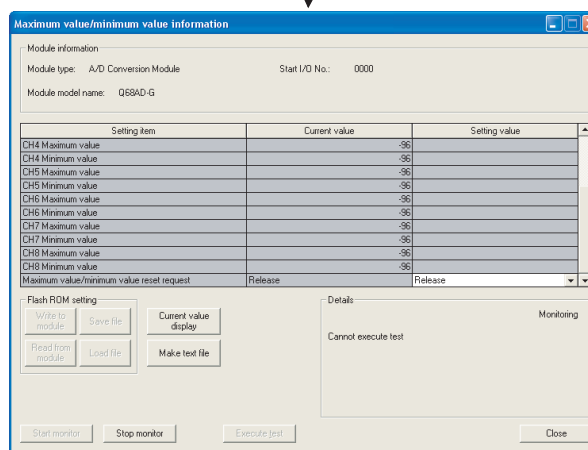 Maximum value/minimum value information
Module information
Module type: A/D Conversion Module Start I/O No.: 0000
Module model name: Q68AD-G
Setting item Current value Setting value
CH4 Maximum value -96
CH4 Minimum value -96
CH5 Maximum value -96
CH5 Minimum value -96
CH6 Maximum value -96
CH6 Minimum value -96
CH7 Maximum value -96
CH7 Minimum value -96
CH8 Maximum value -96
CH8 Minimum value -96
Maximum value/minimum value reset request Release Release
Flash ROM setting
Write to
module
Save file
Current value
display
Read from
module
Load file
Make text file
Details
Monitoring
Cannot execute test
Start monitor Stop monitor Execute test Close